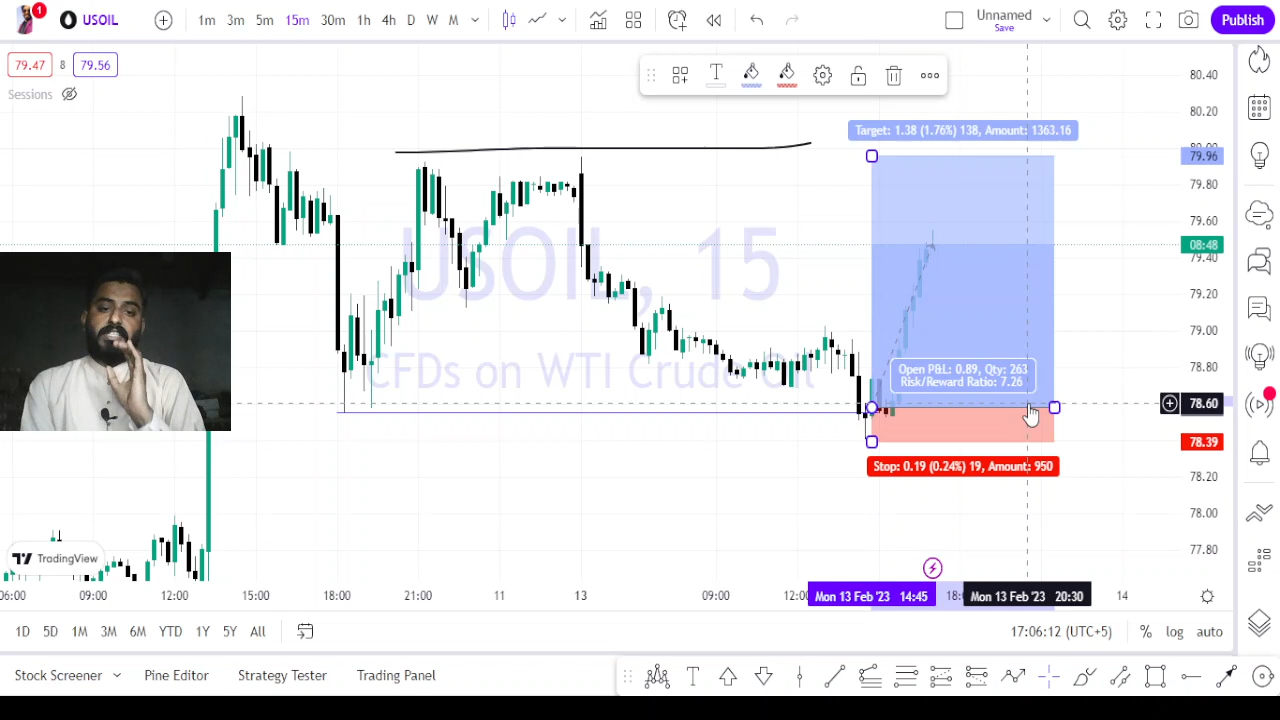 1
USOIL
1m 3m 5m 15m 30m 1h 4h D W M
Unnamed
Save
Publish
79.47 8 79.56
Sessions
USOIL, 15
CFDs on WTI Crude Oil
Target: 1.38 (1.76%) 138, Amount: 1363.16
Open P&L: 0.89, Qty: 263
Risk/Reward Ratio: 7.26
Stop: 0.19 (0.24%) 19, Amount: 950
80.40
80.20
80.00
79.96
79.80
79.60
08:48
79.40
79.20
79.00
78.80
78.60
78.39
78.20
78.00
77.80
TradingView
06:00 09:00 12:00 15:00 18:00 21:00 11 13 09:00 12:00 Mon 13 Feb '23 14:45 18:0 Mon 13 Feb '23 20:30 14
1D 5D 1M 3M 6M YTD 1Y 5Y All
17:06:12 (UTC+5) % log auto
Stock Screener Pine Editor Strategy Tester Trading Panel